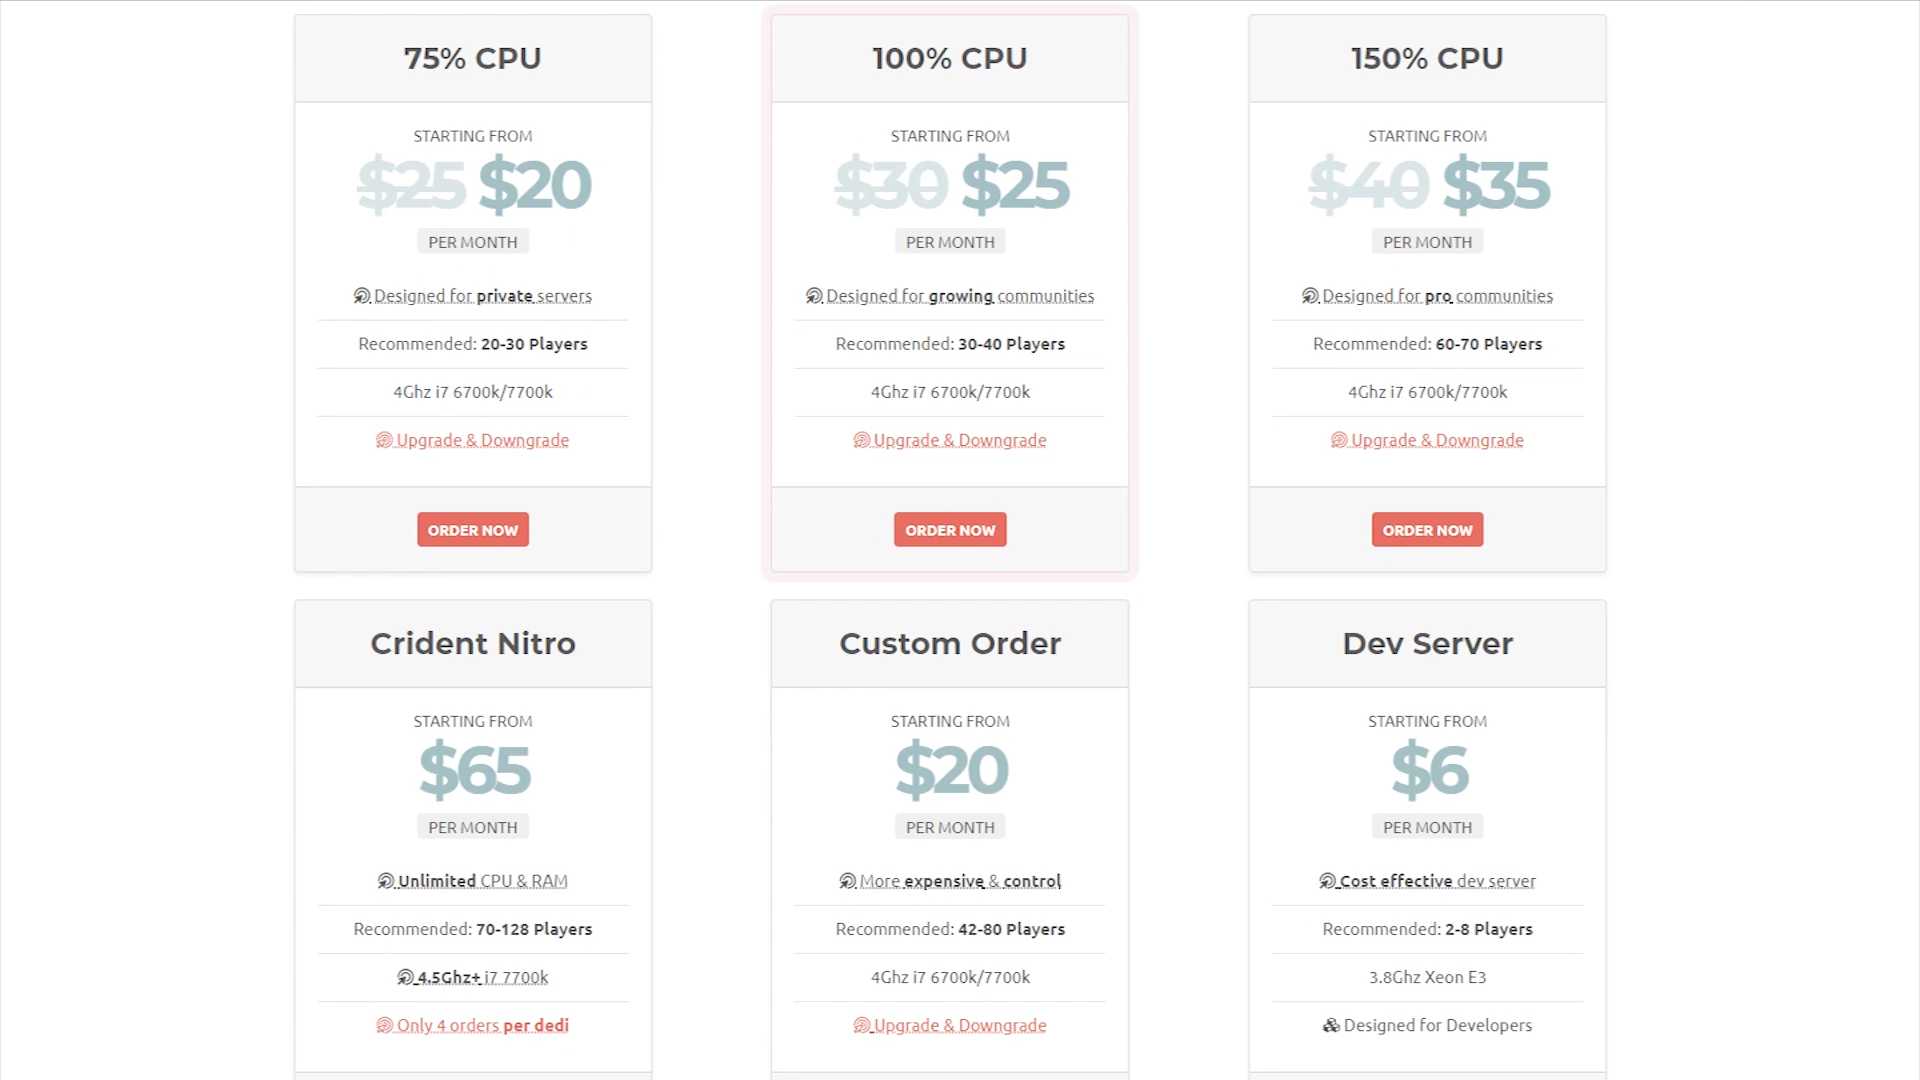 75% CPU
STARTING FROM
$25 $20
PER MONTH
Designed for private servers
Recommended: 20-30 Players
4Ghz i7 6700k/7700k
Upgrade & Downgrade
ORDER NOW
100% CPU
STARTING FROM
$30 $25
PER MONTH
Designed for growing communities
Recommended: 30-40 Players
4Ghz i7 6700k/7700k
Upgrade & Downgrade
ORDER NOW
150% CPU
STARTING FROM
$40 $35
PER MONTH
Designed for pro communities
Recommended: 60-70 Players
4Ghz i7 6700k/7700k
Upgrade & Downgrade
ORDER NOW
Crident Nitro
STARTING FROM
$65
PER MONTH
Unlimited CPU & RAM
Recommended: 70-128 Players
4.5Ghz+ i7 7700k
Only 4 orders per dedi
Custom Order
STARTING FROM
$20
PER MONTH
More expensive & control
Recommended: 42-80 Players
4Ghz i7 6700k/7700k
Upgrade & Downgrade
Dev Server
STARTING FROM
$6
PER MONTH
Cost effective dev server
Recommended: 2-8 Players
3.8Ghz Xeon E3
Designed for Developers